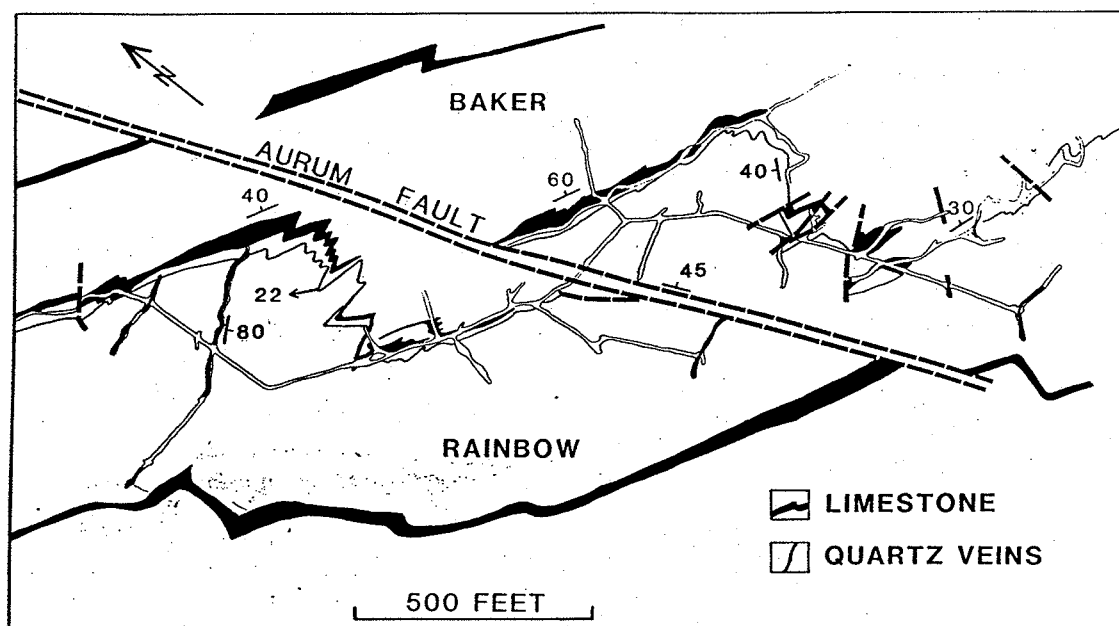 N
BAKER
AURUM
FAULT
60
40
40
30
22
45
80
RAINBOW
LIMESTONE
QUARTZ VEINS
500 FEET